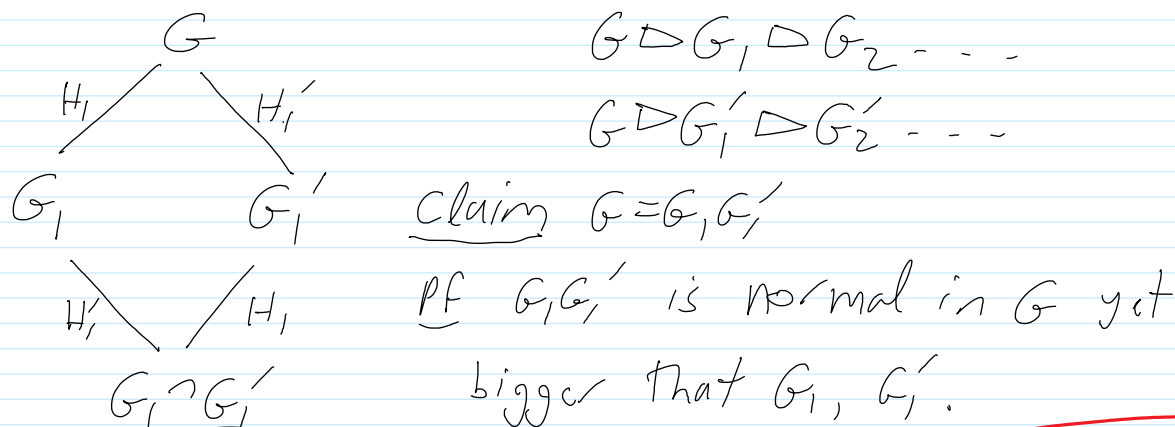 G
G ▷ G₁ ▷ G₂ - - - -
H₁ H₁′
G ▷ G₁′ ▷ G₂′ - - - -
G₁ G₁′
Claim G = G₁G₁′
H₁′ H₁
Pf G₁G₁′ is normal in G yet
G₁ ∩ G₁′
bigger that G₁, G₁′.